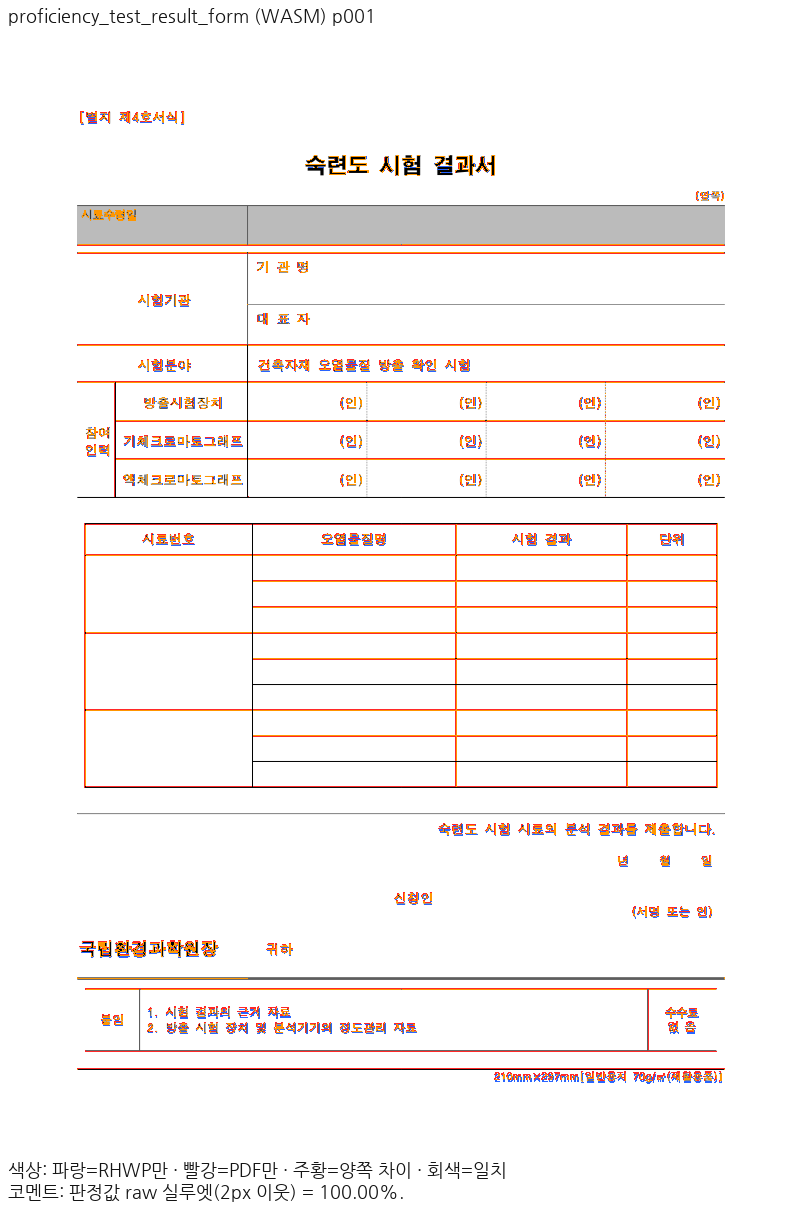 proficiency_test_result_form (WASM) p001
[별지 제4호서식]
숙련도 시험 결과서
(앞쪽)
시료수령일
시험기관
기 관 명
대 표 자
시험분야
건축자재 오염물질 방출 확인 시험
참여
인력
방출시험장치 (인) (인) (인) (인)
기체크로마토그래프 (인) (인) (인) (인)
액체크로마토그래프 (인) (인) (인) (인)
시료번호 오염물질명 시험 결과 단위
숙련도 시험 시료의 분석 결과를 제출합니다.
년 월 일
신청인
(서명 또는 인)
국립환경과학원장 귀하
붙임
1. 시험 결과의 근거 자료
2. 방출 시험 장치 및 분석기기의 정도관리 자료
수수료
없 음
210mm×297mm[일반용지 70g/㎡(재활용품)]
색상: 파랑=RHWP만 · 빨강=PDF만 · 주황=양쪽 차이 · 회색=일치
코멘트: 판정값 raw 실루엣(2px 이웃) = 100.00%.